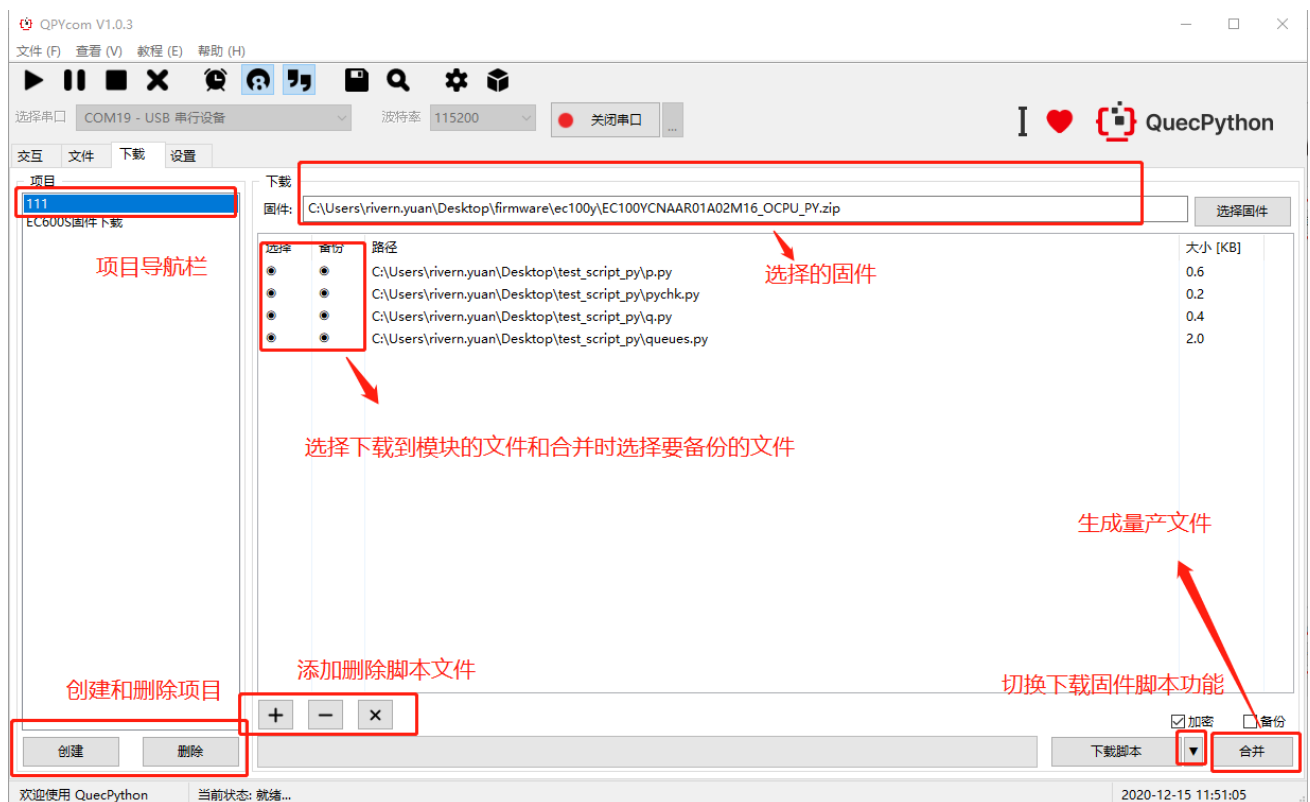 QPYcom V1.0.3
文件 (F) 查看 (V) 教程 (E) 帮助 (H)
选择串口 COM19 - USB 串行设备 波特率 115200 关闭串口 ...
QuecPython
交互 文件 下载 设置
项目
111
EC600S固件下载
项目导航栏
下载
固件: C:\Users\rivern.yuan\Desktop\firmware\ec100y\EC100YCNAAR01A02M16_OCPU_PY.zip 选择固件
选择 备份 路径 大小 [KB]
C:\Users\rivern.yuan\Desktop\test_script_py\p.py 0.6
C:\Users\rivern.yuan\Desktop\test_script_py\pychk.py 0.2
C:\Users\rivern.yuan\Desktop\test_script_py\q.py 0.4
C:\Users\rivern.yuan\Desktop\test_script_py\queues.py 2.0
选择的固件
选择下载到模块的文件和合并时选择要备份的文件
生成量产文件
添加删除脚本文件
创建和删除项目
切换下载固件脚本功能
加密 备份
创建 删除
下载脚本 合并
欢迎使用 QuecPython 当前状态: 就绪... 2020-12-15 11:51:05